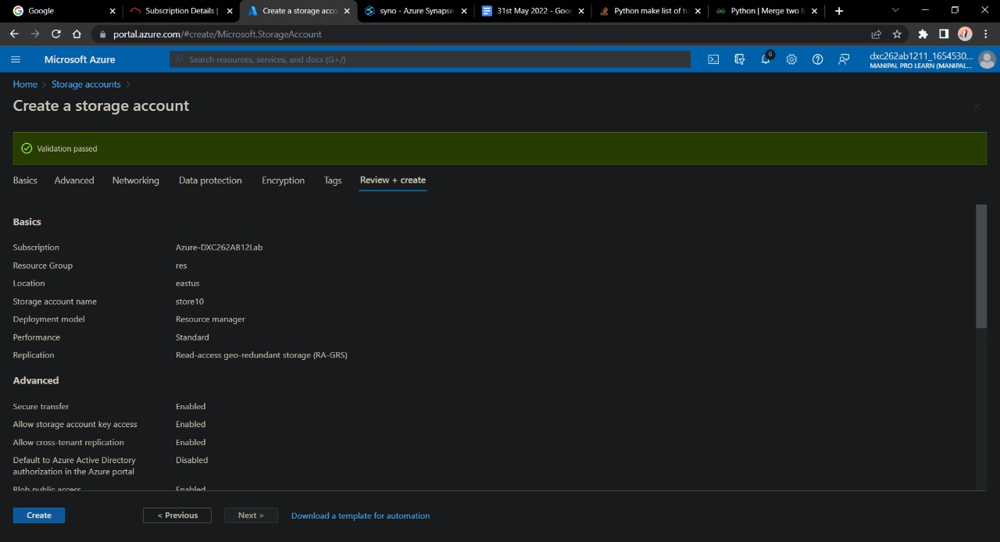 Google
Subscription Details |
Create a storage acco
syno - Azure Synapse
31st May 2022 - Goog
Python make list of tu
Python | Merge two li
portal.azure.com/#create/Microsoft.StorageAccount
Microsoft Azure
Search resources, services, and docs (G+/)
6
dxc262ab1211_1654530...
MANIPAL PRO LEARN (MANIPAL...
Home > Storage accounts >
Create a storage account
Validation passed
Basics Advanced Networking Data protection Encryption Tags Review + create
Basics
Subscription Azure-DXC262AB12Lab
Resource Group res
Location eastus
Storage account name store10
Deployment model Resource manager
Performance Standard
Replication Read-access geo-redundant storage (RA-GRS)
Advanced
Secure transfer Enabled
Allow storage account key access Enabled
Allow cross-tenant replication Enabled
Default to Azure Active Directory Disabled
authorization in the Azure portal
Blob public access Enabled
Create < Previous Next > Download a template for automation